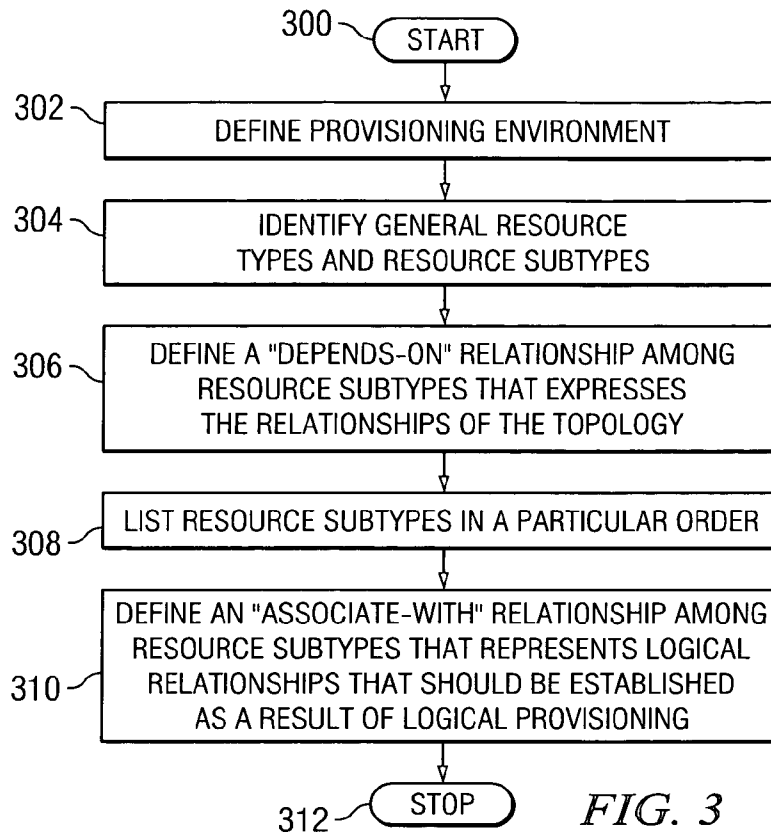 300
START
302
DEFINE PROVISIONING ENVIRONMENT
304
IDENTIFY GENERAL RESOURCE
TYPES AND RESOURCE SUBTYPES
306
DEFINE A "DEPENDS-ON" RELATIONSHIP AMONG
RESOURCE SUBTYPES THAT EXPRESSES
THE RELATIONSHIPS OF THE TOPOLOGY
308
LIST RESOURCE SUBTYPES IN A PARTICULAR ORDER
310
DEFINE AN "ASSOCIATE-WITH" RELATIONSHIP AMONG
RESOURCE SUBTYPES THAT REPRESENTS LOGICAL
RELATIONSHIPS THAT SHOULD BE ESTABLISHED
AS A RESULT OF LOGICAL PROVISIONING
312
STOP
FIG. 3